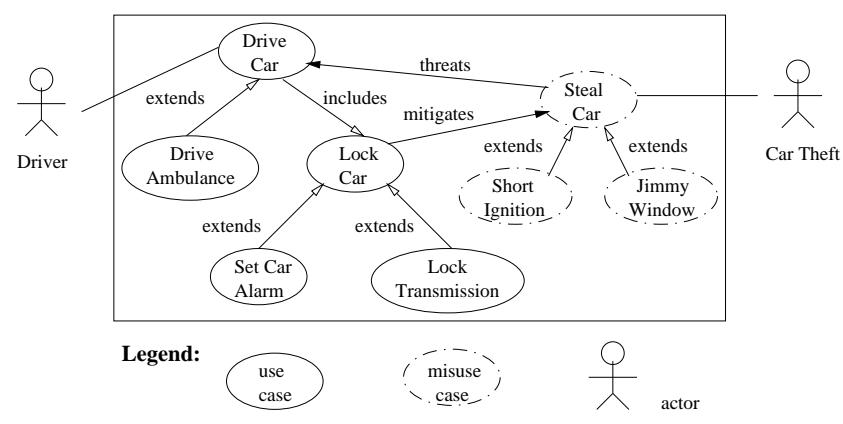 Drive
Car
threats
Steal
Car
extends
includes
mitigates
Driver
Car Theft
Drive
Ambulance
Lock
Car
extends
extends
Short
Ignition
Jimmy
Window
extends
extends
Set Car
Alarm
Lock
Transmission
Legend:
use
case
misuse
case
actor